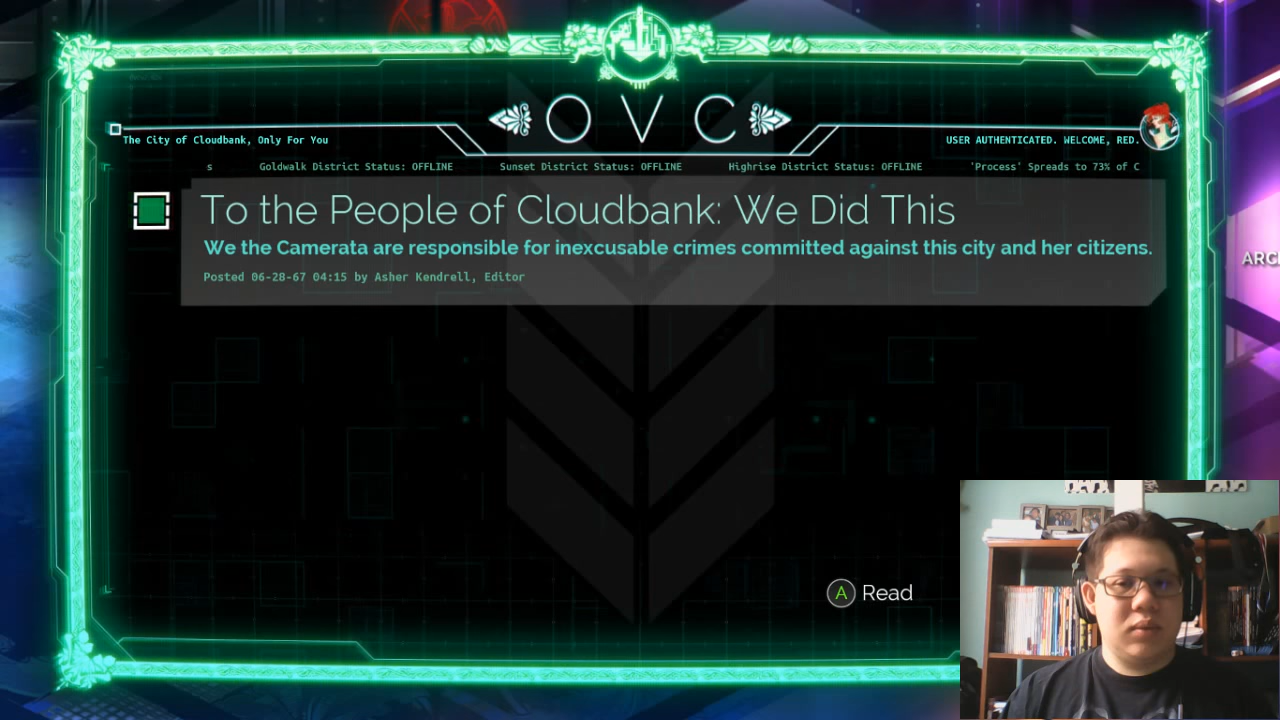 OVC
The City of Cloudbank, Only For You
USER AUTHENTICATED. WELCOME, RED.
s Goldwalk District Status: OFFLINE Sunset District Status: OFFLINE Highrise District Status: OFFLINE 'Process' Spreads to 73% of C
To the People of Cloudbank: We Did This
We the Camerata are responsible for inexcusable crimes committed against this city and her citizens.
Posted 06-28-67 04:15 by Asher Kendrell, Editor
ARC
A Read